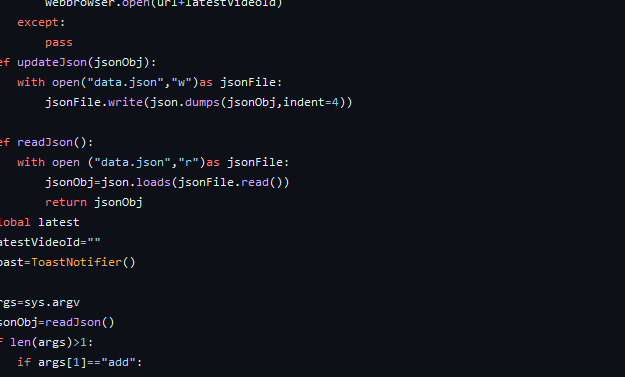 webbrowser.open(url+latestVideoId)
except:
pass
ef updateJson(jsonObj):
with open("data.json","w")as jsonFile:
jsonFile.write(json.dumps(jsonObj,indent=4))
ef readJson():
with open ("data.json","r")as jsonFile:
jsonObj=json.loads(jsonFile.read())
return jsonObj
lobal latest
atestVideoId=""
oast=ToastNotifier()
rgs=sys.argv
sonObj=readJson()
f len(args)>1:
if args[1]=="add":